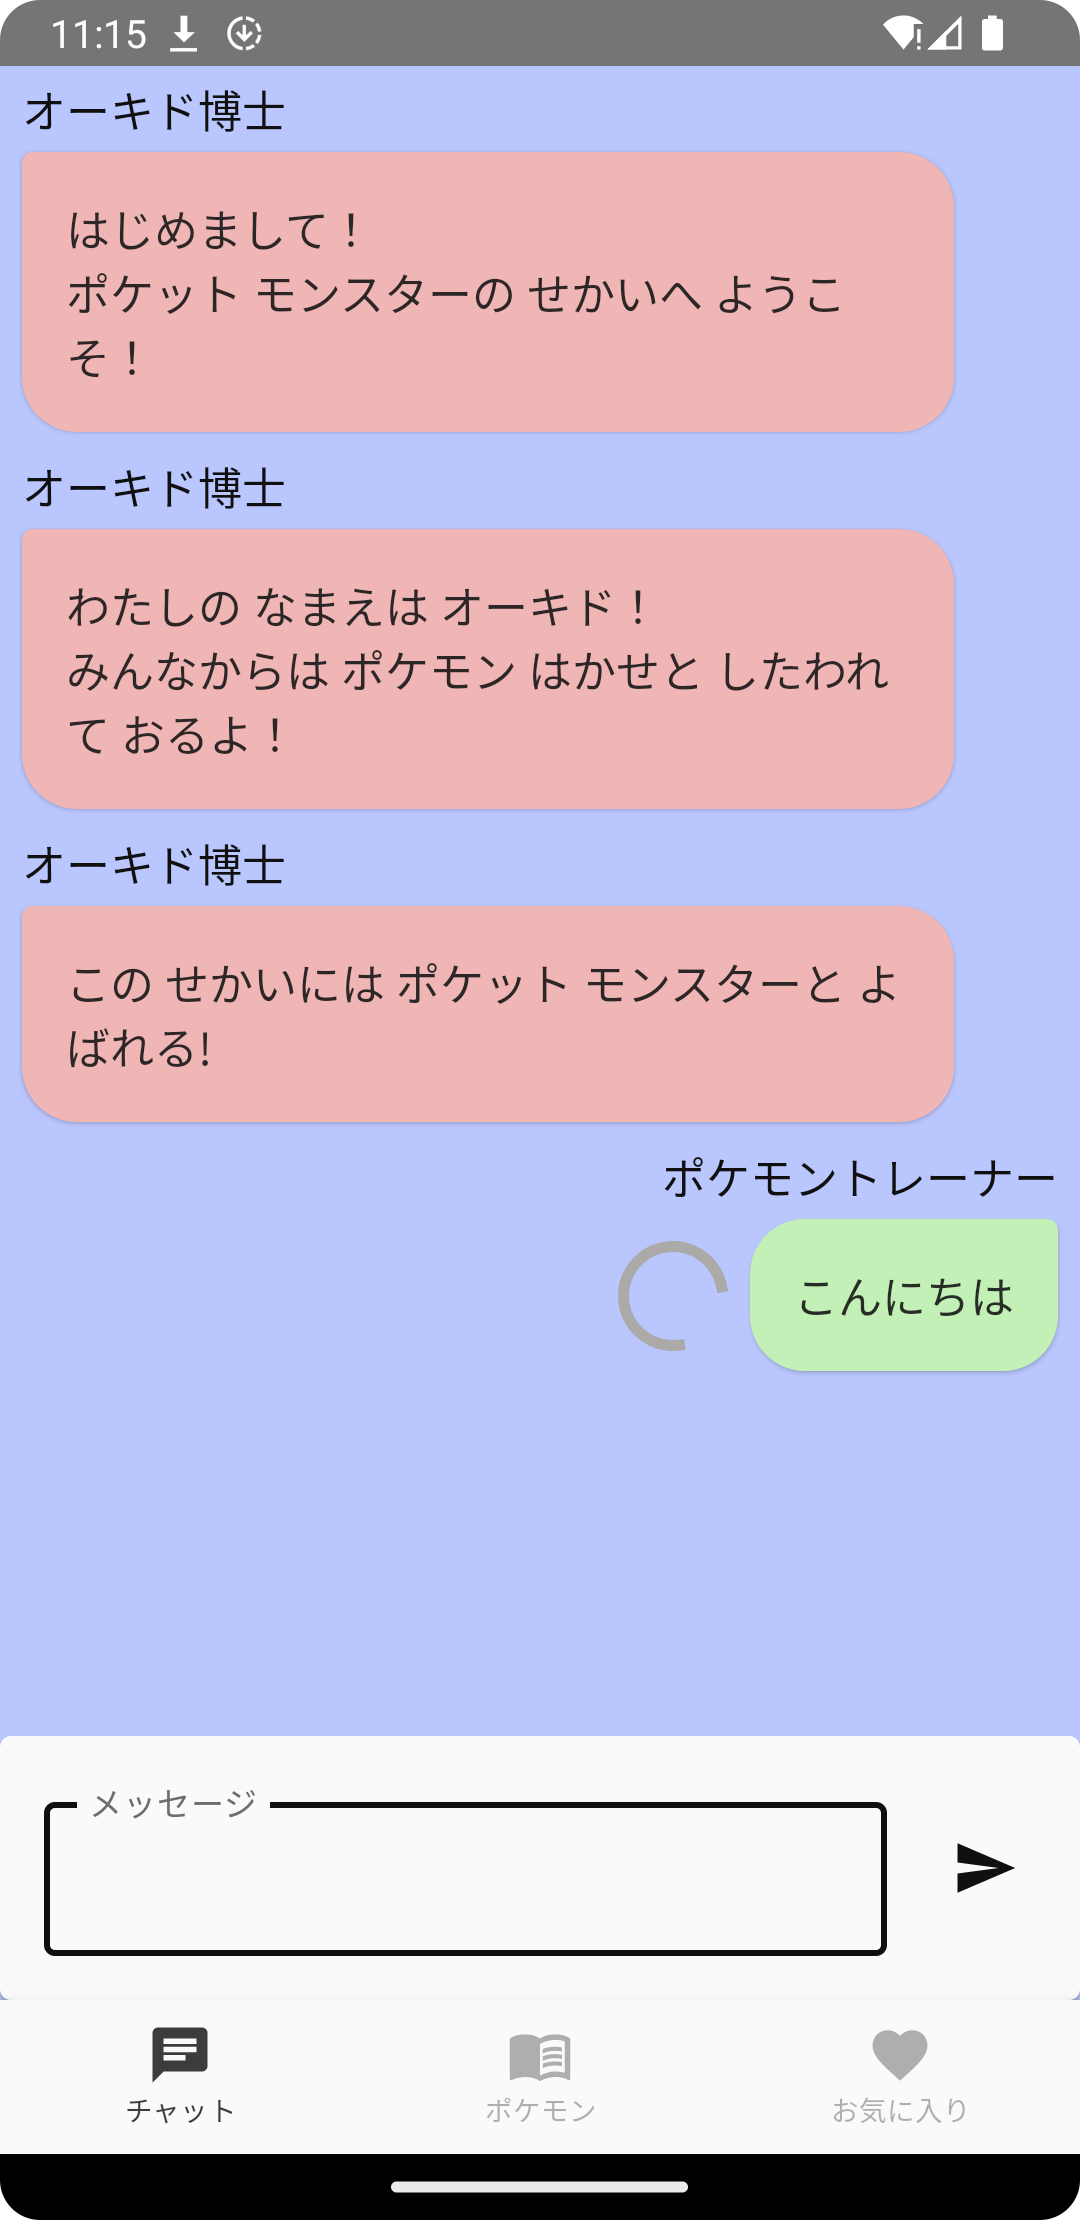 11:15
オーキド博士
はじめまして！
ポケット モンスターの せかいへ ようこ
そ！
オーキド博士
わたしの なまえは オーキド！
みんなからは ポケモン はかせと したわれ
て おるよ！
オーキド博士
この せかいには ポケット モンスターと よ
ばれる!
ポケモントレーナー
こんにちは
メッセージ
チャット
ポケモン
お気に入り